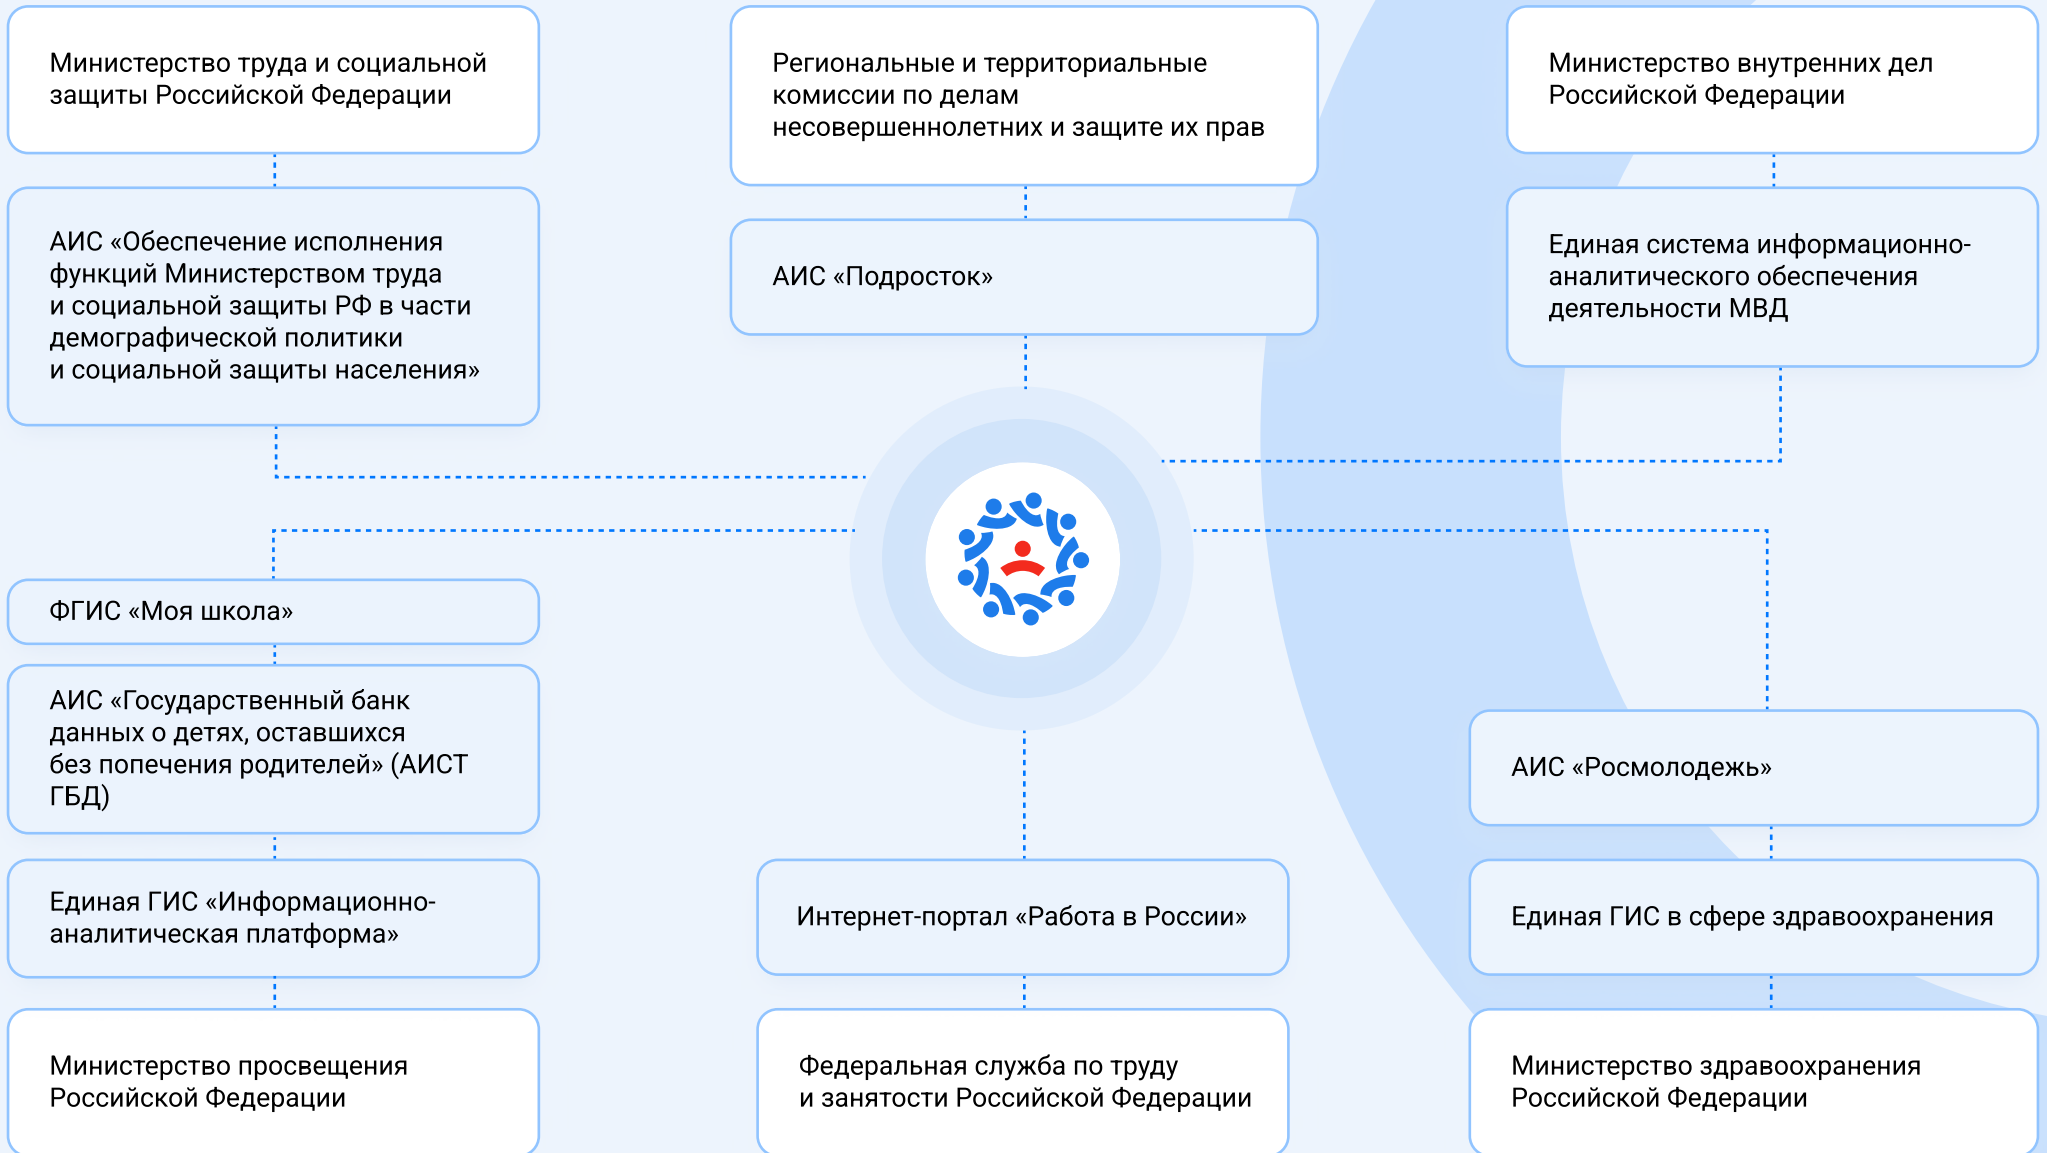 Министерство труда и социальной
защиты Российской Федерации
Региональные и территориальные
комиссии по делам
несовершеннолетних и защите их прав
Министерство внутренних дел
Российской Федерации
АИС «Обеспечение исполнения
функций Министерством труда
и социальной защиты РФ в части
демографической политики
и социальной защиты населения»
АИС «Подросток»
Единая система информационно-
аналитического обеспечения
деятельности МВД
ФГИС «Моя школа»
АИС «Государственный банк
данных о детях, оставшихся
без попечения родителей» (АИСТ
ГБД)
АИС «Росмолодежь»
Единая ГИС «Информационно-
аналитическая платформа»
Интернет-портал «Работа в России»
Единая ГИС в сфере здравоохранения
Министерство просвещения
Российской Федерации
Федеральная служба по труду
и занятости Российской Федерации
Министерство здравоохранения
Российской Федерации